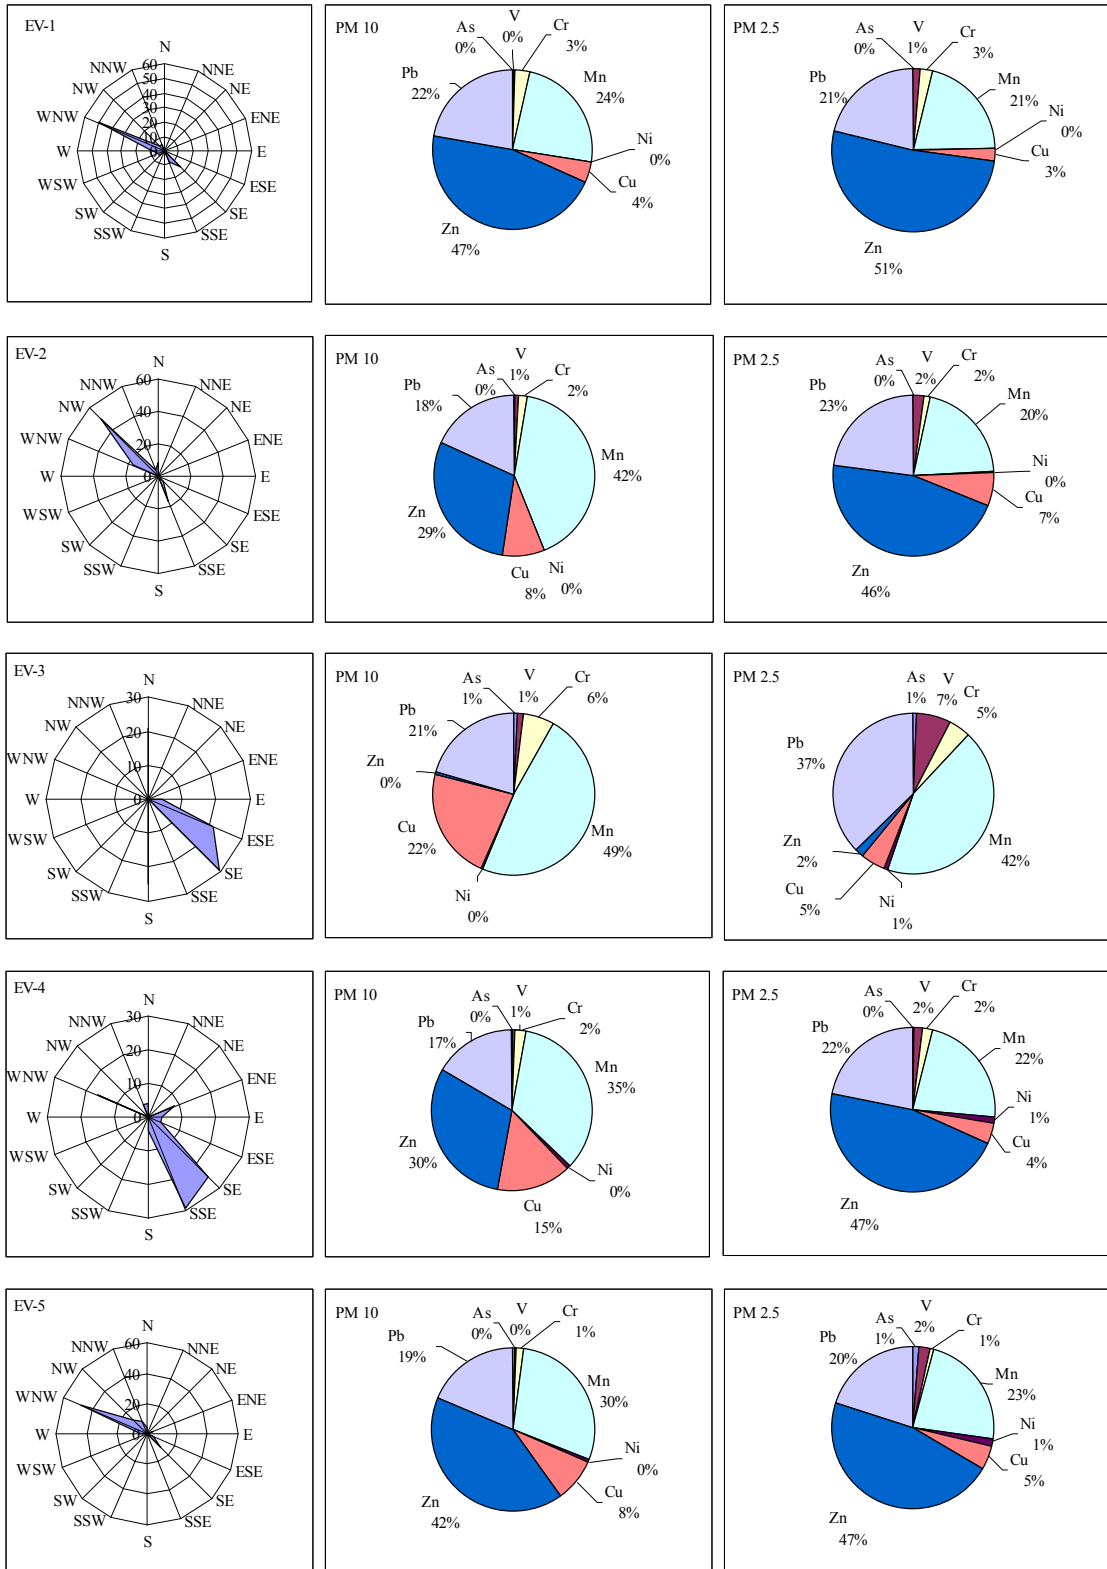 EV-1
N
NNE
NE
ENE
E
ESE
SE
SSE
S
SSW
SW
WSW
W
WNW
NW
NNW
60
50
40
30
20
10
0
PM 10
As
0%
V
0%
Cr
3%
Mn
24%
Ni
0%
Cu
4%
Zn
47%
Pb
22%
PM 2.5
As
0%
V
1%
Cr
3%
Mn
21%
Ni
0%
Cu
3%
Zn
51%
Pb
21%
EV-2
N
NNE
NE
ENE
E
ESE
SE
SSE
S
SSW
SW
WSW
W
WNW
NW
NNW
60
40
20
0
PM 10
As
0%
V
1%
Cr
2%
Mn
42%
Ni
0%
Cu
8%
Zn
29%
Pb
18%
PM 2.5
As
0%
V
2%
Cr
2%
Mn
20%
Ni
0%
Cu
7%
Zn
46%
Pb
23%
EV-3
N
NNE
NE
ENE
E
ESE
SE
SSE
S
SSW
SW
WSW
W
WNW
NW
NNW
30
20
10
0
PM 10
As
1%
V
1%
Cr
6%
Mn
49%
Ni
0%
Cu
22%
Zn
0%
Pb
21%
PM 2.5
As
1%
V
7%
Cr
5%
Mn
42%
Ni
1%
Cu
5%
Zn
2%
Pb
37%
EV-4
N
NNE
NE
ENE
E
ESE
SE
SSE
S
SSW
SW
WSW
W
WNW
NW
NNW
30
20
10
0
PM 10
As
0%
V
1%
Cr
2%
Mn
35%
Ni
0%
Cu
15%
Zn
30%
Pb
17%
PM 2.5
As
0%
V
2%
Cr
2%
Mn
22%
Ni
1%
Cu
4%
Zn
47%
Pb
22%
EV-5
N
NNE
NE
ENE
E
ESE
SE
SSE
S
SSW
SW
WSW
W
WNW
NW
NNW
60
40
20
0
PM 10
As
0%
V
0%
Cr
1%
Mn
30%
Ni
0%
Cu
8%
Zn
42%
Pb
19%
PM 2.5
As
1%
V
2%
Cr
1%
Mn
23%
Ni
1%
Cu
5%
Zn
47%
Pb
20%